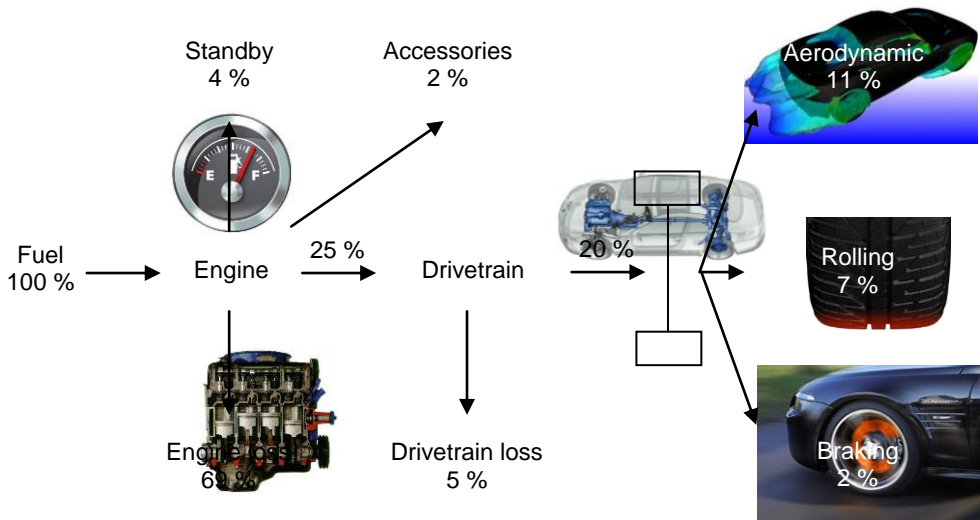 Standby
4 %
Accessories
2 %
Aerodynamic
11 %
E
F
Fuel
100 %
Engine
25 %
Drivetrain
20 %
Rolling
7 %
Engine loss
69 %
Drivetrain loss
5 %
Braking
2 %